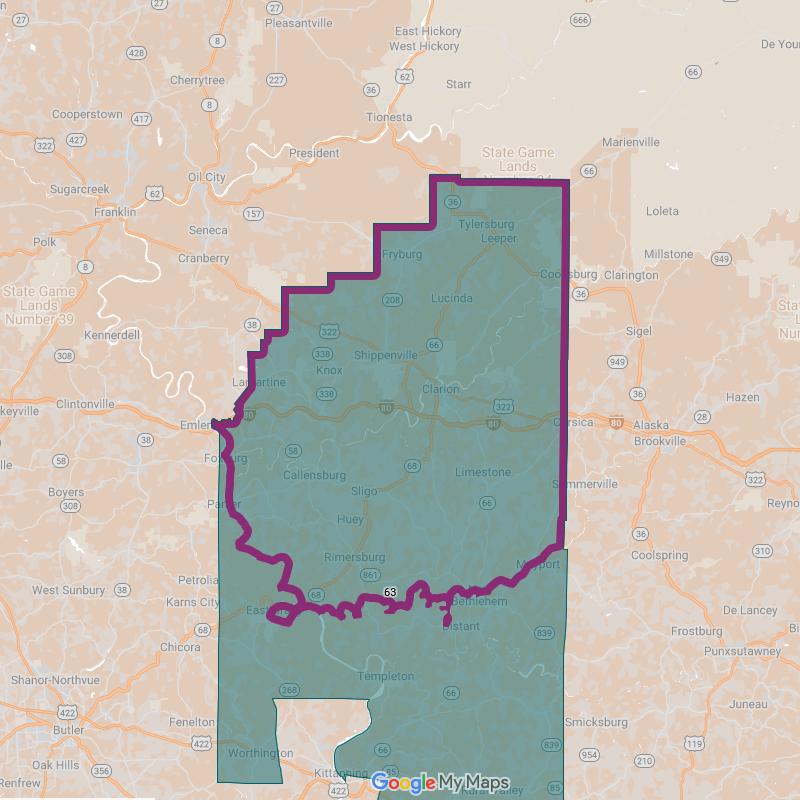 27
Pleasantville
27
East Hickory
West Hickory
666
De Young
8
428
Cherrytree
227
62
36
Starr
66
8
Cooperstown
417
Tionesta
322
427
President
Marienville
State Game
Lands
66
Oil City
Sugarcreek
62
Franklin
157
36
Loleta
Seneca
Tylersburg
Leeper
Polk
Cranberry
Fryburg
Millstone
949
8
Cooksburg
Clarington
State Game
Lands
Number 39
208
Lucinda
36
38
322
Sigel
Kennerdell
66
308
338
Shippenville
949
Knox
Lamartine
Clarion
36
Hazen
338
Clintonville
80
80
322
28
80
Emlenton
80
Corsica
Alaska
Brookville
38
Foxburg
58
58
68
Limestone
322
Callensburg
Summerville
Boyers
Sligo
308
66
Parker
Huey
36
310
Coolspring
Rimersburg
Mayport
Petrolia
861
West Sunbury
38
68
63
Karns City
Bethlehem
De Lancey
68
Distant
839
Frostburg
Chicora
Punxsutawney
Templeton
Shanor-Northvue
268
66
Juneau
422
Fenelton
Smicksburg
Butler
422
119
Worthington
66
839
954
210
Oak Hills
356
Kittanning
85
Renfrew
422
Google My Maps
Rural Valley
85